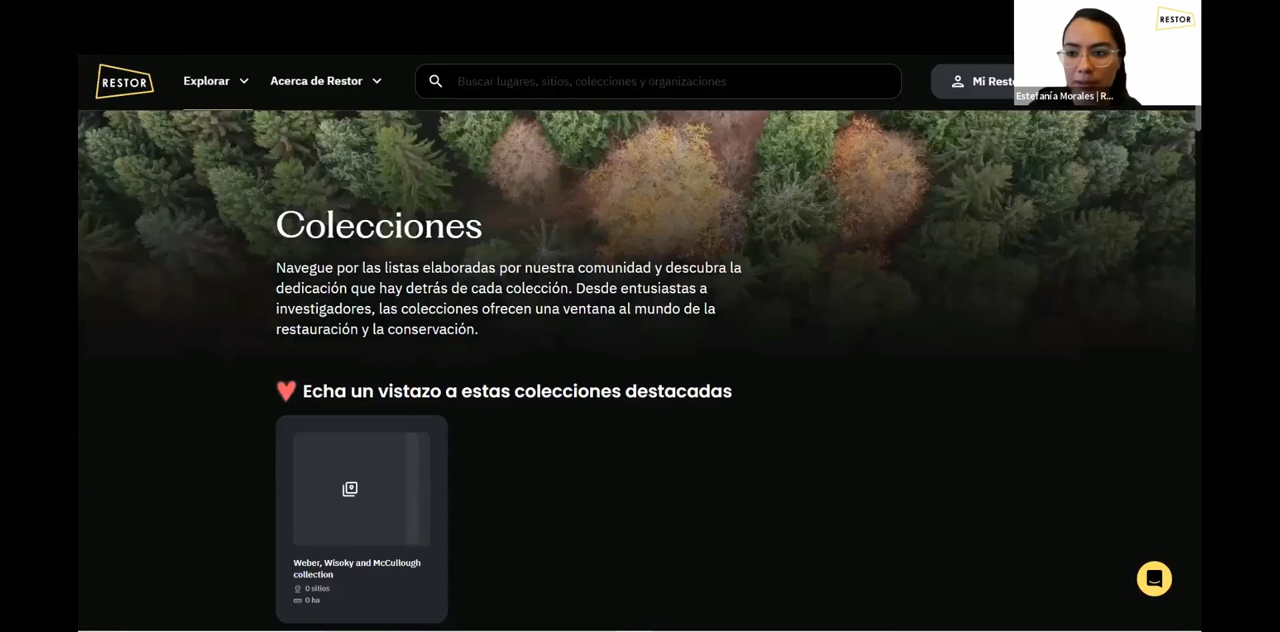 RESTOR
Explorar
Acerca de Restor
Buscar lugares, sitios, colecciones y organizaciones
Mi Resto
RESTOR
Estefanía Morales | R...
Colecciones
Navegue por las listas elaboradas por nuestra comunidad y descubra la
dedicación que hay detrás de cada colección. Desde entusiastas a
investigadores, las colecciones ofrecen una ventana al mundo de la
restauración y la conservación.
Echa un vistazo a estas colecciones destacadas
Weber, Wisoky and McCullough
collection
0 sitios
0 ha